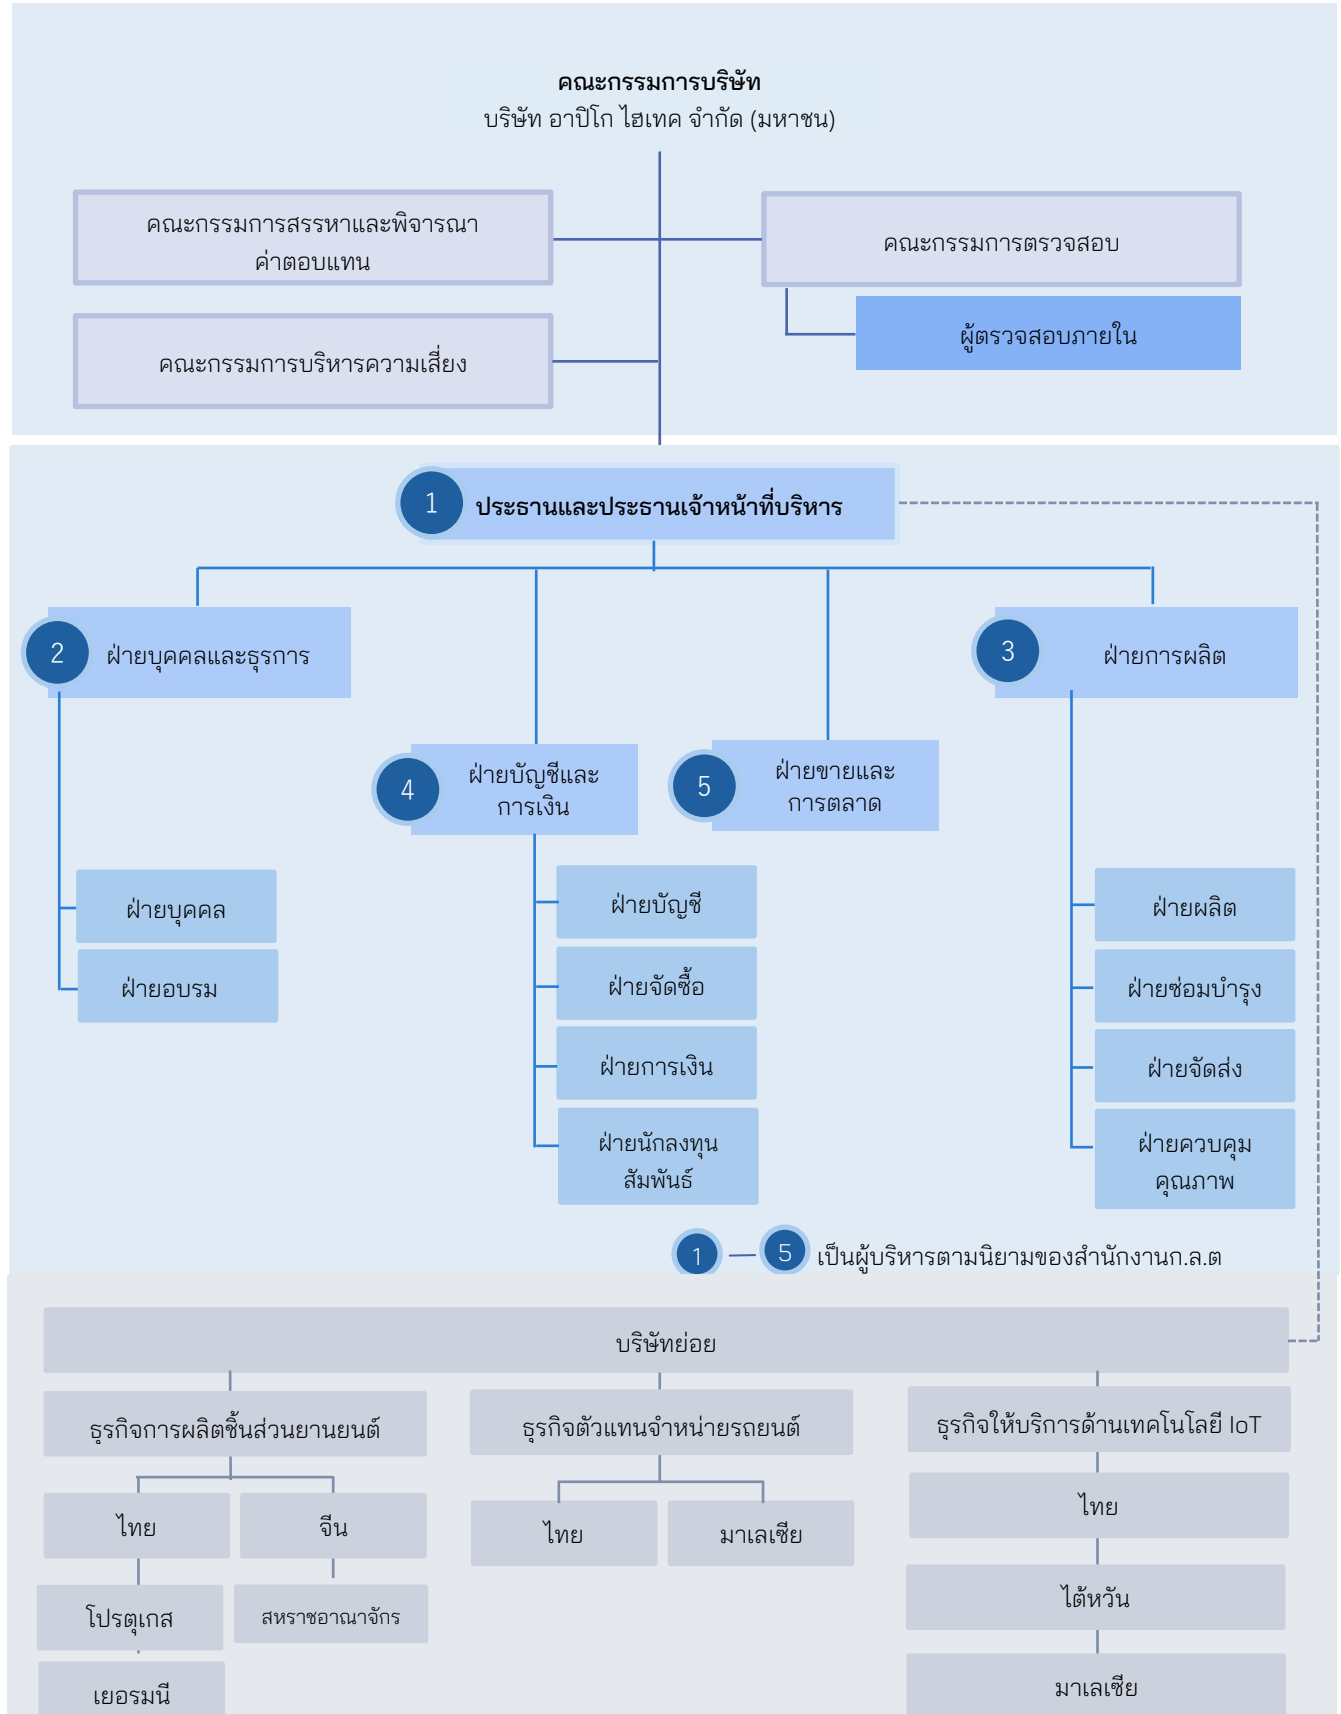 คณะกรรมการบริษัท
บริษัท อาปิโก ไฮเทค จำกัด (มหาชน)
คณะกรรมการสรรหาและพิจารณา
ค่าตอบแทน
คณะกรรมการตรวจสอบ
ผู้ตรวจสอบภายใน
คณะกรรมการบริหารความเสี่ยง
1 ประธานและประธานเจ้าหน้าที่บริหาร
2 ฝ่ายบุคคลและธุรการ
3 ฝ่ายการผลิต
4 ฝ่ายบัญชีและ
การเงิน
5 ฝ่ายขายและ
การตลาด
ฝ่ายบุคคล
ฝ่ายอบรม
ฝ่ายบัญชี
ฝ่ายจัดซื้อ
ฝ่ายการเงิน
ฝ่ายนักลงทุน
สัมพันธ์
ฝ่ายผลิต
ฝ่ายซ่อมบำรุง
ฝ่ายจัดส่ง
ฝ่ายควบคุม
คุณภาพ
1 — 5 เป็นผู้บริหารตามนิยามของสำนักงานก.ล.ต
บริษัทย่อย
ธุรกิจการผลิตชิ้นส่วนยานยนต์
ธุรกิจตัวแทนจำหน่ายรถยนต์
ธุรกิจให้บริการด้านเทคโนโลยี IoT
ไทย
จีน
โปรตุเกส
สหราชอาณาจักร
เยอรมนี
ไทย
มาเลเซีย
ไทย
ไต้หวัน
มาเลเซีย